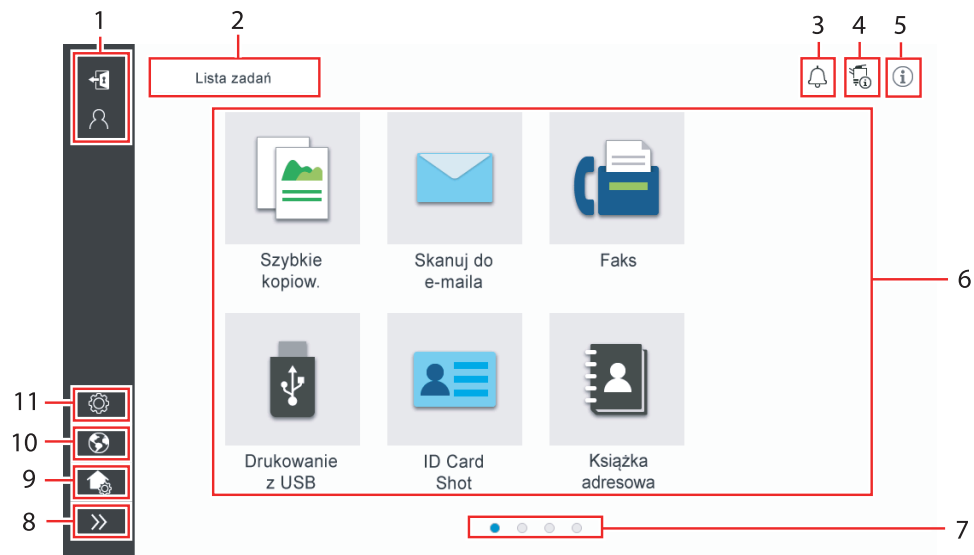 1
2
3
4
5
Lista zadań
Szybkie
kopiow.
Skanuj do
e-maila
Faks
6
Drukowanie
z USB
ID Card
Shot
Książka
adresowa
11
10
9
8
7